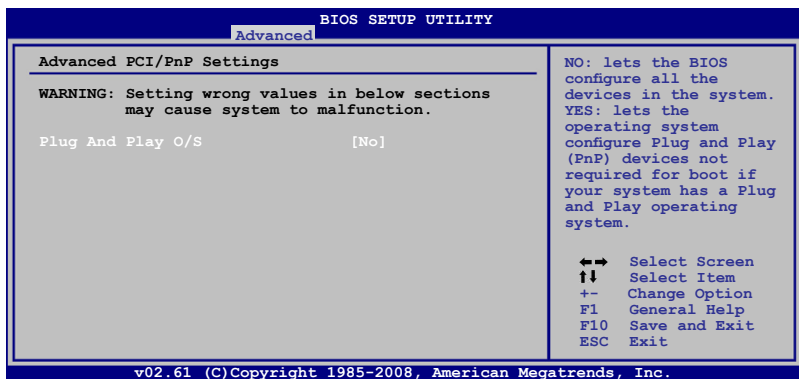 BIOS SETUP UTILITY
Advanced
Advanced PCI/PnP Settings
WARNING: Setting wrong values in below sections
may cause system to malfunction.
Plug And Play O/S [No]
NO: lets the BIOS
configure all the
devices in the system.
YES: lets the
operating system
configure Plug and Play
(PnP) devices not
required for boot if
your system has a Plug
and Play operating
system.
←→ Select Screen
↑↓ Select Item
+- Change Option
F1 General Help
F10 Save and Exit
ESC Exit
v02.61 (C)Copyright 1985-2008, American Megatrends, Inc.